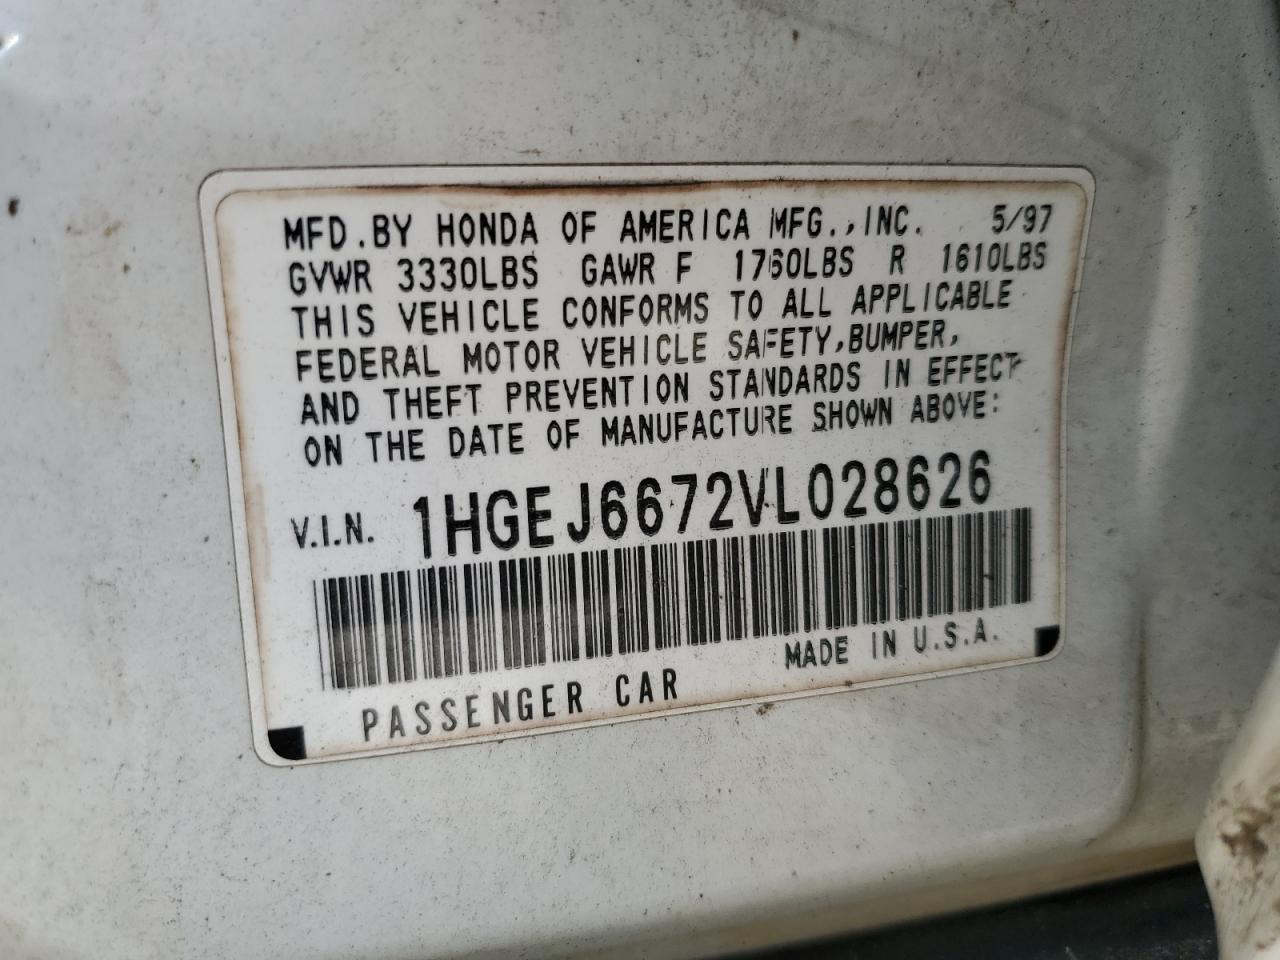 MFD.BY HONDA OF AMERICA MFG.,INC. 5/97
GVWR 3330LBS GAWR F 1760LBS R 1610LBS
THIS VEHICLE CONFORMS TO ALL APPLICABLE
FEDERAL MOTOR VEHICLE SAFETY,BUMPER,
AND THEFT PREVENTION STANDARDS IN EFFECT
ON THE DATE OF MANUFACTURE SHOWN ABOVE:
V.I.N. 1HGEJ6672VL028626
MADE IN U.S.A.
PASSENGER CAR